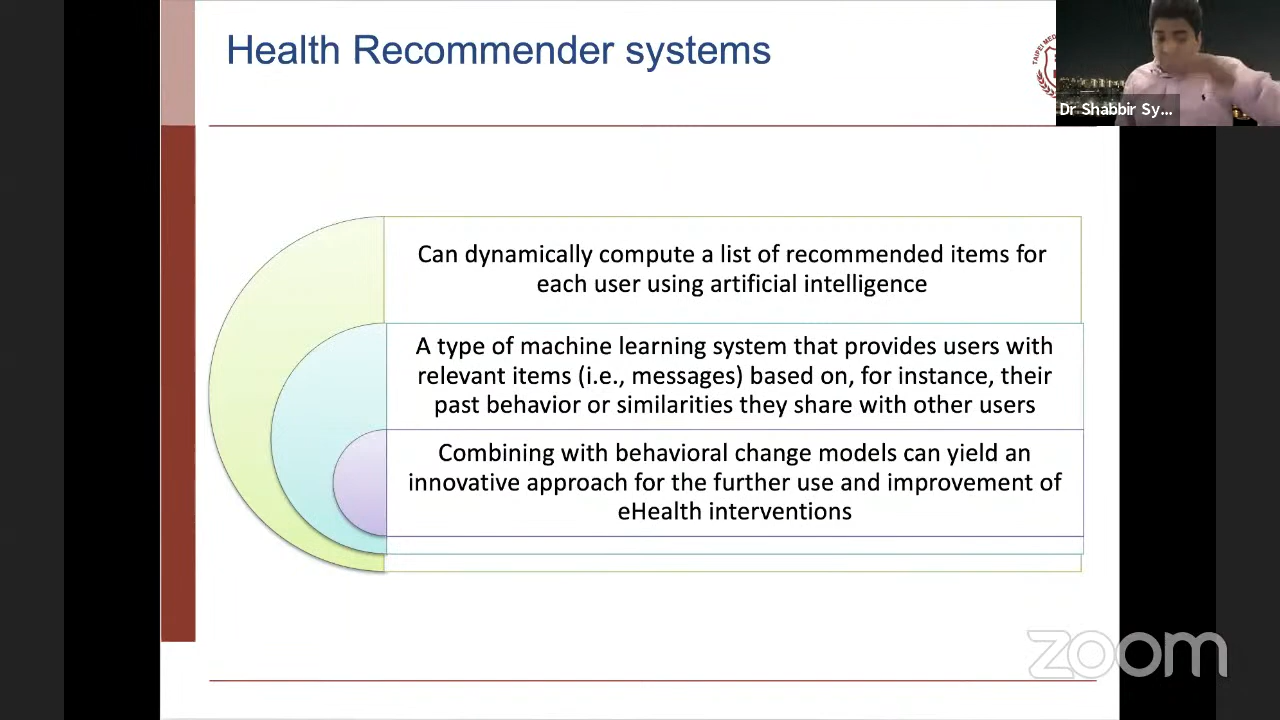 Health Recommender systems
TAIPEI MED
Dr Shabbir Sy...
Can dynamically compute a list of recommended items for
each user using artificial intelligence
A type of machine learning system that provides users with
relevant items (i.e., messages) based on, for instance, their
past behavior or similarities they share with other users
Combining with behavioral change models can yield an
innovative approach for the further use and improvement of
eHealth interventions
zoom